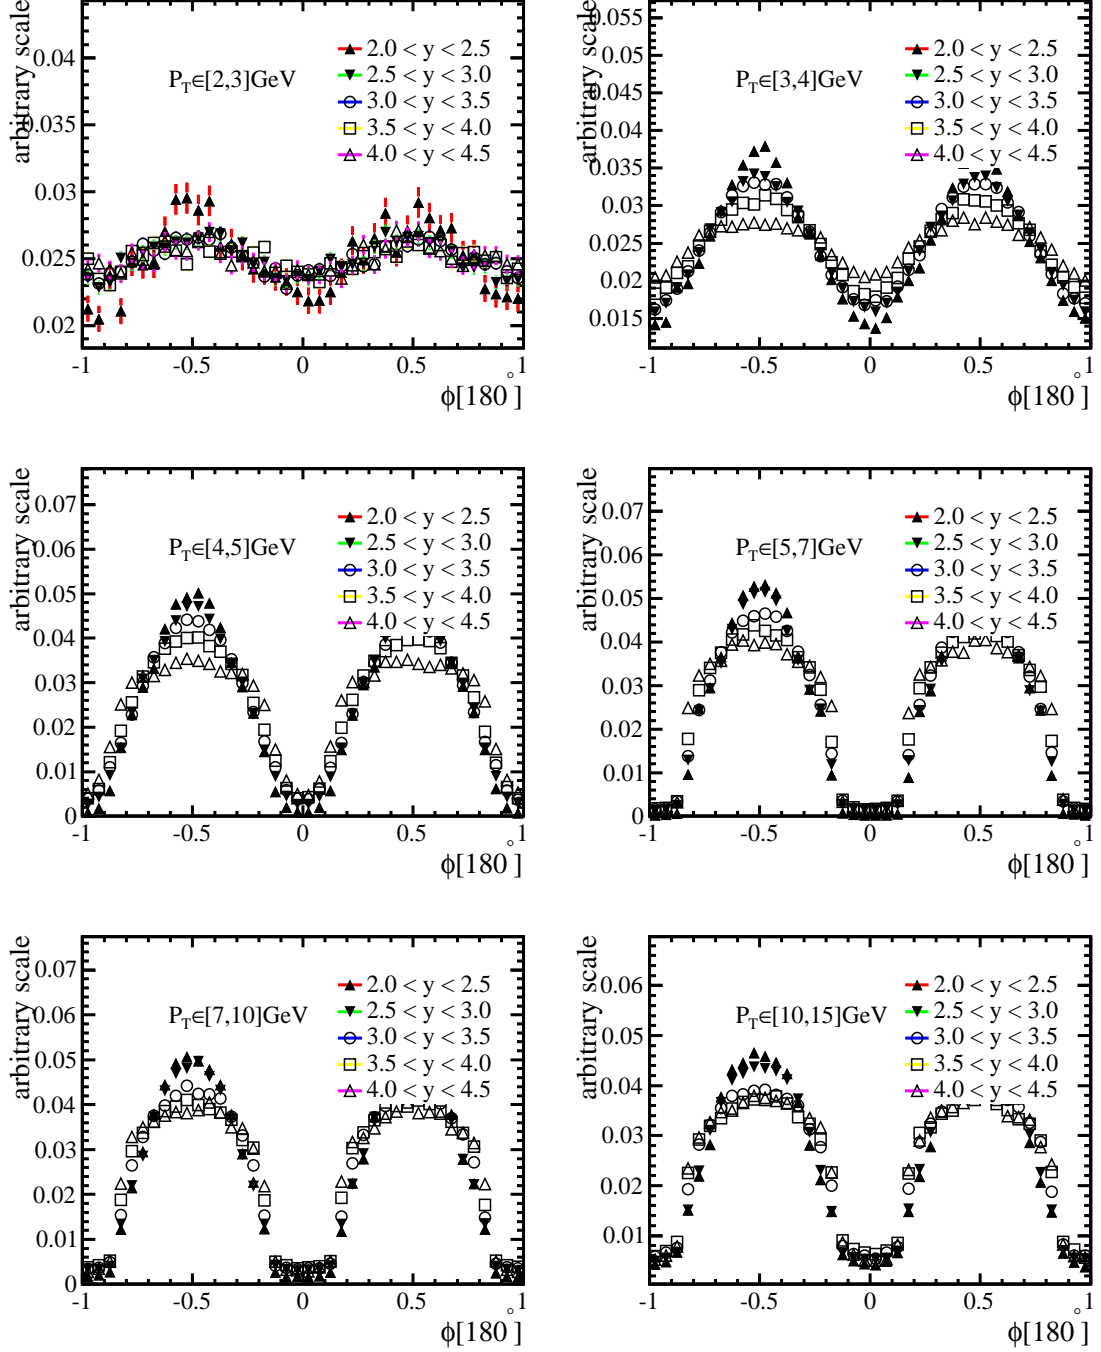 arbitrary scale
P_T∈[2,3]GeV
2.0 < y < 2.5
2.5 < y < 3.0
3.0 < y < 3.5
3.5 < y < 4.0
4.0 < y < 4.5
0.04
0.035
0.03
0.025
0.02
-1 -0.5 0 0.5 1
ϕ[180°]
arbitrary scale
P_T∈[3,4]GeV
2.0 < y < 2.5
2.5 < y < 3.0
3.0 < y < 3.5
3.5 < y < 4.0
4.0 < y < 4.5
0.055
0.05
0.045
0.04
0.035
0.03
0.025
0.02
0.015
-1 -0.5 0 0.5 1
ϕ[180°]
arbitrary scale
P_T∈[4,5]GeV
2.0 < y < 2.5
2.5 < y < 3.0
3.0 < y < 3.5
3.5 < y < 4.0
4.0 < y < 4.5
0.07
0.06
0.05
0.04
0.03
0.02
0.01
0
-1 -0.5 0 0.5 1
ϕ[180°]
arbitrary scale
P_T∈[5,7]GeV
2.0 < y < 2.5
2.5 < y < 3.0
3.0 < y < 3.5
3.5 < y < 4.0
4.0 < y < 4.5
0.07
0.06
0.05
0.04
0.03
0.02
0.01
0
-1 -0.5 0 0.5 1
ϕ[180°]
arbitrary scale
P_T∈[7,10]GeV
2.0 < y < 2.5
2.5 < y < 3.0
3.0 < y < 3.5
3.5 < y < 4.0
4.0 < y < 4.5
0.07
0.06
0.05
0.04
0.03
0.02
0.01
0
-1 -0.5 0 0.5 1
ϕ[180°]
arbitrary scale
P_T∈[10,15]GeV
2.0 < y < 2.5
2.5 < y < 3.0
3.0 < y < 3.5
3.5 < y < 4.0
4.0 < y < 4.5
0.06
0.05
0.04
0.03
0.02
0.01
-1 -0.5 0 0.5 1
ϕ[180°]